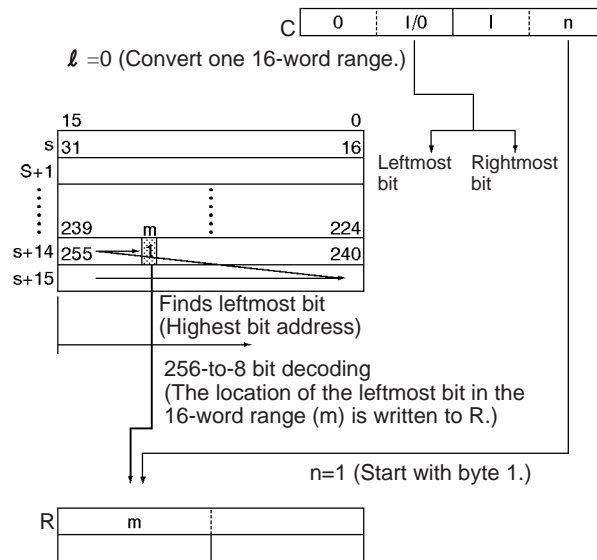 C 0 l/0 l n
ℓ =0 (Convert one 16-word range.)
15 0
s 31 16
S+1
Leftmost bit
Rightmost bit
239 m 224
s+14 255 1 240
s+15
Finds leftmost bit
(Highest bit address)
256-to-8 bit decoding
(The location of the leftmost bit in the
16-word range (m) is written to R.)
n=1 (Start with byte 1.)
R m